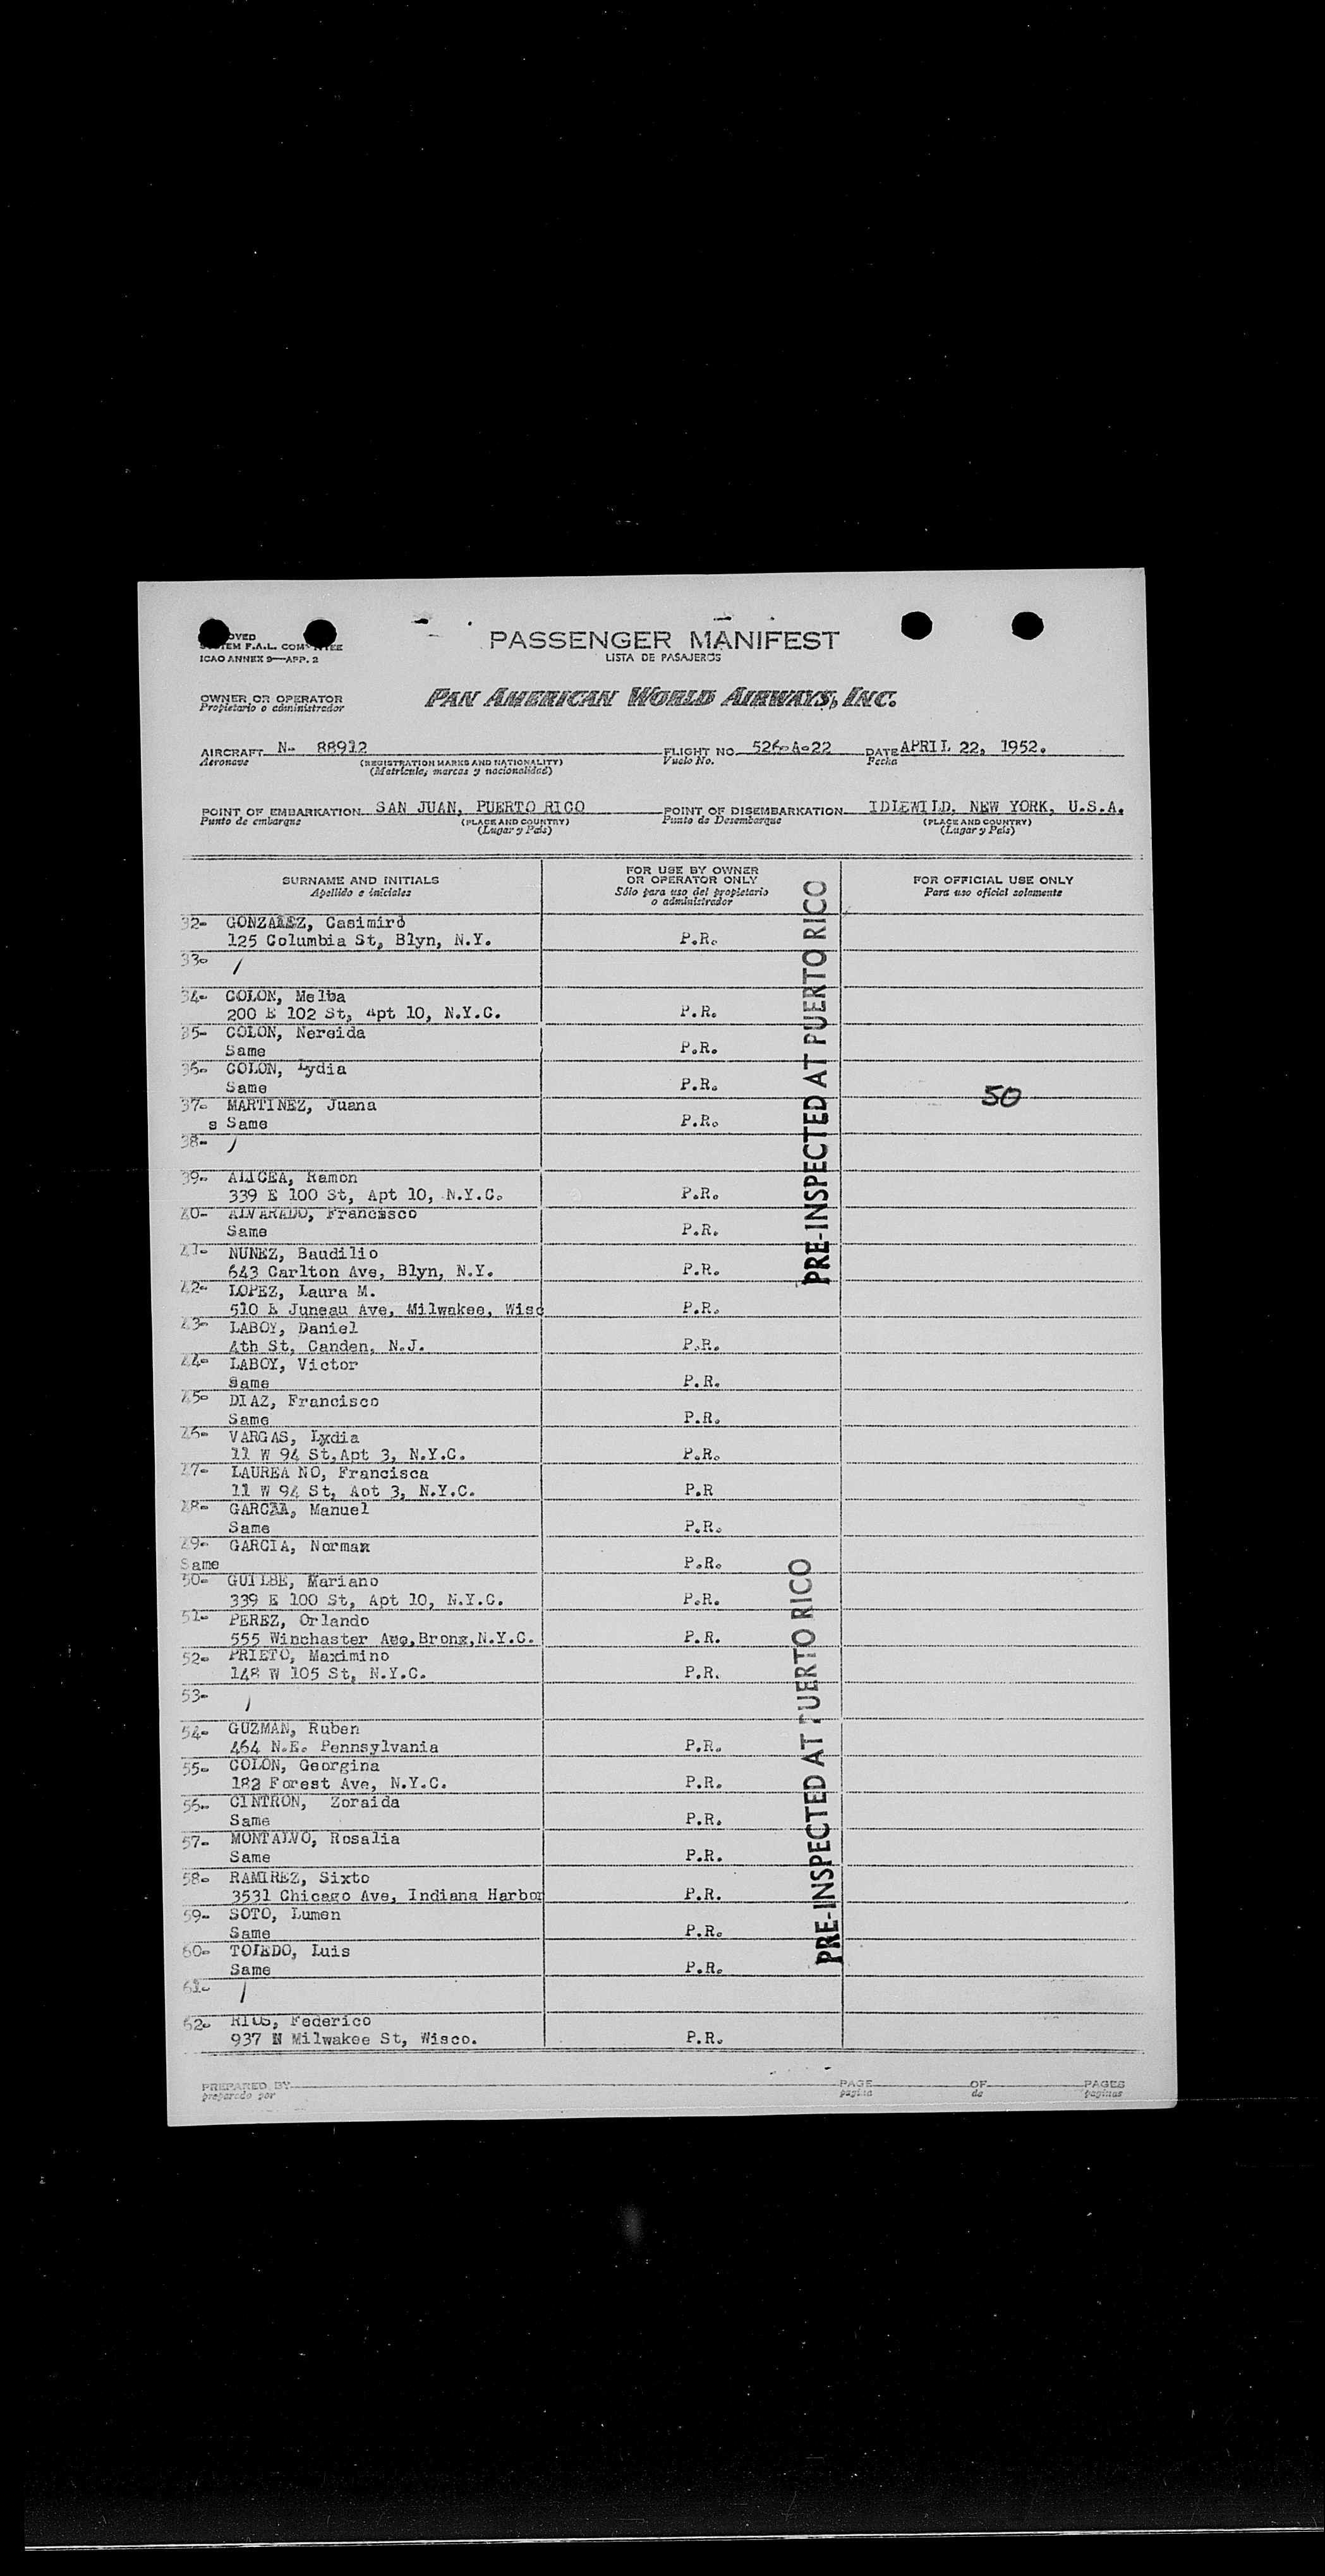 PASSENGER MANIFEST
LISTA DE PASAJEROS
ICAO ANNEX 9—APP. 2
OWNER OR OPERATOR
Propietario o administrador
PAN AMERICAN WORLD AIRWAYS, INC.
AIRCRAFT N- 88912 FLIGHT NO. 526-A-22 DATE APRIL 22, 1952.
Aeronave (REGISTRATION MARKS AND NATIONALITY) Vuelo No. Fecha
(Matricula, marcas y nacionalidad)
POINT OF EMBARKATION SAN JUAN, PUERTO RICO POINT OF DISEMBARKATION IDLEWILD, NEW YORK, U.S.A.
Punto de embarque (PLACE AND COUNTRY) Punto de Desembarque (PLACE AND COUNTRY)
(Lugar y País) (Lugar y País)
SURNAME AND INITIALS
Apellido e iniciales
FOR USE BY OWNER
OR OPERATOR ONLY
Sólo para uso del propietario
o administrador
FOR OFFICIAL USE ONLY
Para uso oficial solamente
32- GONZALEZ, Casimiro
125 Columbia St, Blyn, N.Y. P.R.
33- /
34- COLON, Melba
200 E 102 St, Apt 10, N.Y.C. P.R.
35- COLON, Nereida
Same P.R.
36- COLON, Lydia
Same P.R.
37- MARTINEZ, Juana
s Same P.R.
50
38- /
39- ALICEA, Ramon
339 E 100 St, Apt 10, N.Y.C. P.R.
40- ALVARADO, Francisco
Same P.R.
41- NUNEZ, Baudilio
643 Carlton Ave, Blyn, N.Y. P.R.
42- LOPEZ, Laura M.
510 E Juneau Ave, Milwakee, Wisc P.R.
43- LABOY, Daniel
4th St, Canden, N.J. P.R.
44- LABOY, Victor
Same P.R.
45- DIAZ, Francisco
Same P.R.
46- VARGAS, Lydia
11 W 94 St,Apt 3, N.Y.C. P.R.
47- LAUREA NO, Francisca
11 W 94 St, Apt 3, N.Y.C. P.R
48- GARCIA, Manuel
Same P.R.
49- GARCIA, Norman
Same P.R.
50- GUILBE, Mariano
339 E 100 St, Apt 10, N.Y.C. P.R.
51- PEREZ, Orlando
555 Winchaster Ave,Bronx,N.Y.C. P.R.
52- PRIETO, Maximino
148 W 105 St, N.Y.C. P.R.
53- /
54- GUZMAN, Ruben
464 N.E. Pennsylvania P.R.
55- COLON, Georgina
182 Forest Ave, N.Y.C. P.R.
56- CINTRON, Zoraida
Same P.R.
57- MONTALVO, Rosalia
Same P.R.
58- RAMIREZ, Sixto
3531 Chicago Ave, Indiana Harbor P.R.
59- SOTO, Lumen
Same P.R.
60- TOLEDO, Luis
Same P.R.
61- /
62- RIOS, Federico
937 N Milwakee St, Wisco. P.R.
PRE-INSPECTED AT PUERTO RICO
PRE-INSPECTED AT PUERTO RICO
PREPARED BY PAGE OF PAGES
preparado por página de páginas